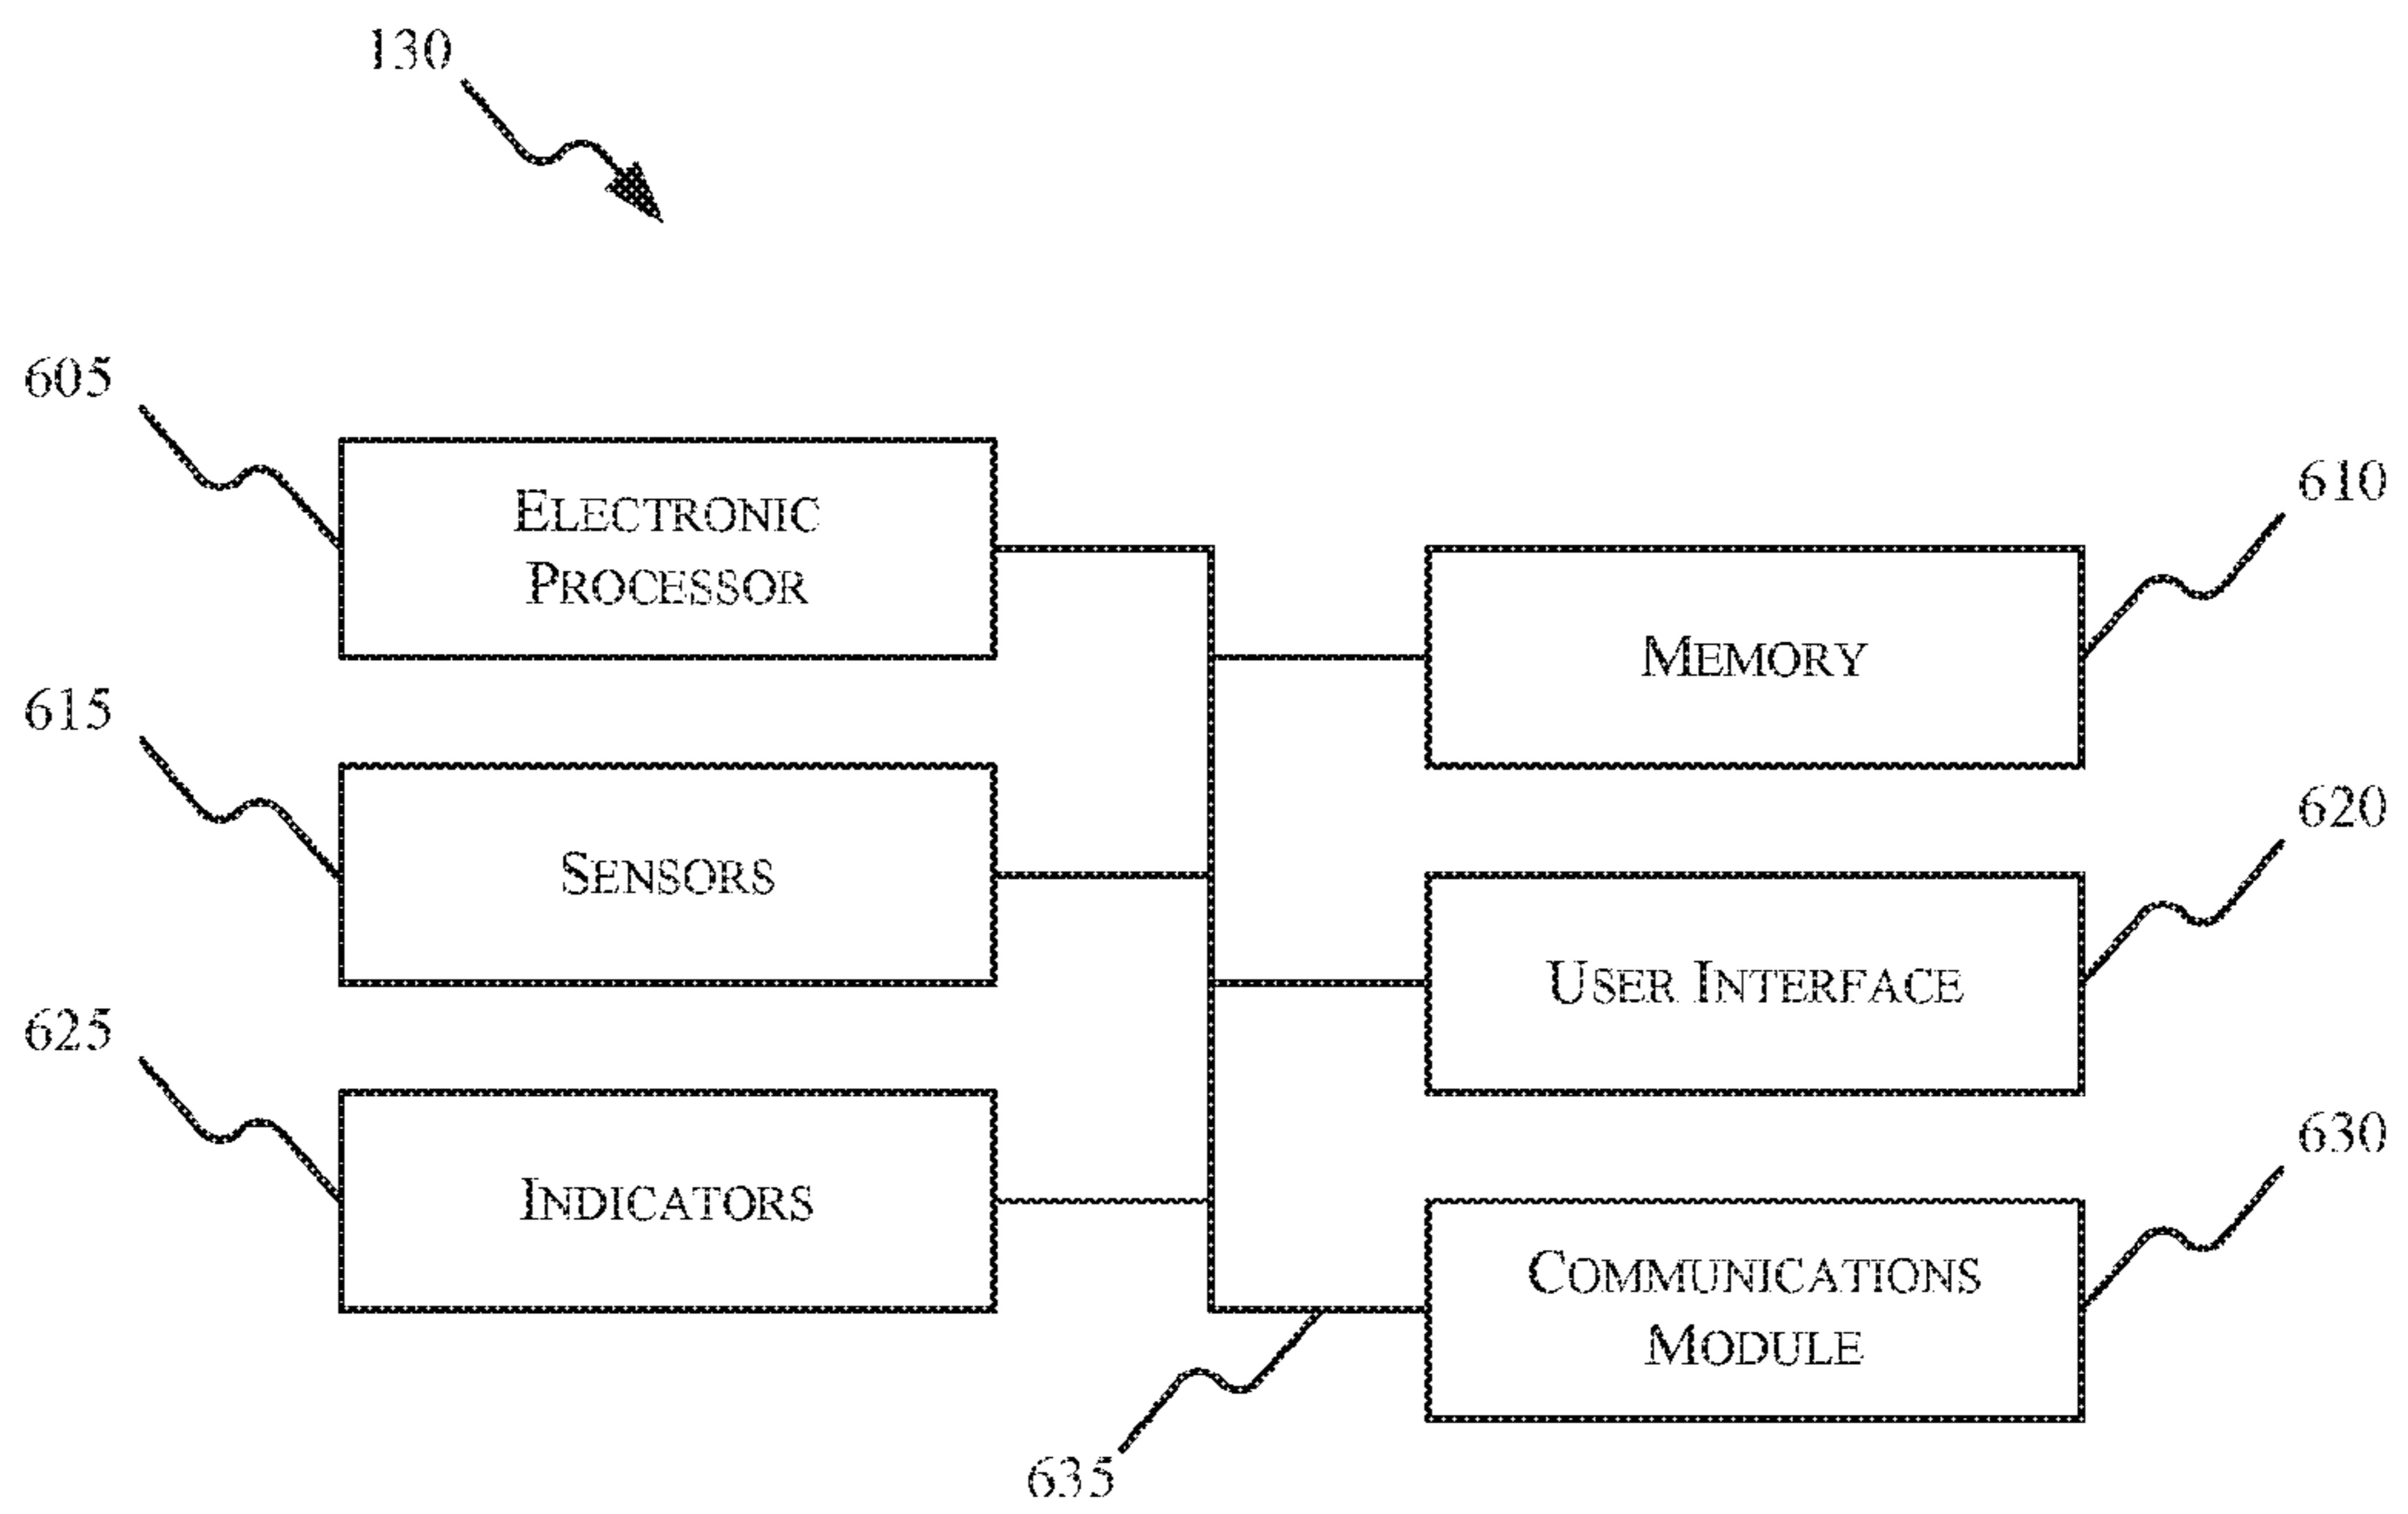 130
605
ELECTRONIC
PROCESSOR
610
MEMORY
615
SENSORS
620
USER INTERFACE
625
INDICATORS
630
COMMUNICATIONS
MODULE
635